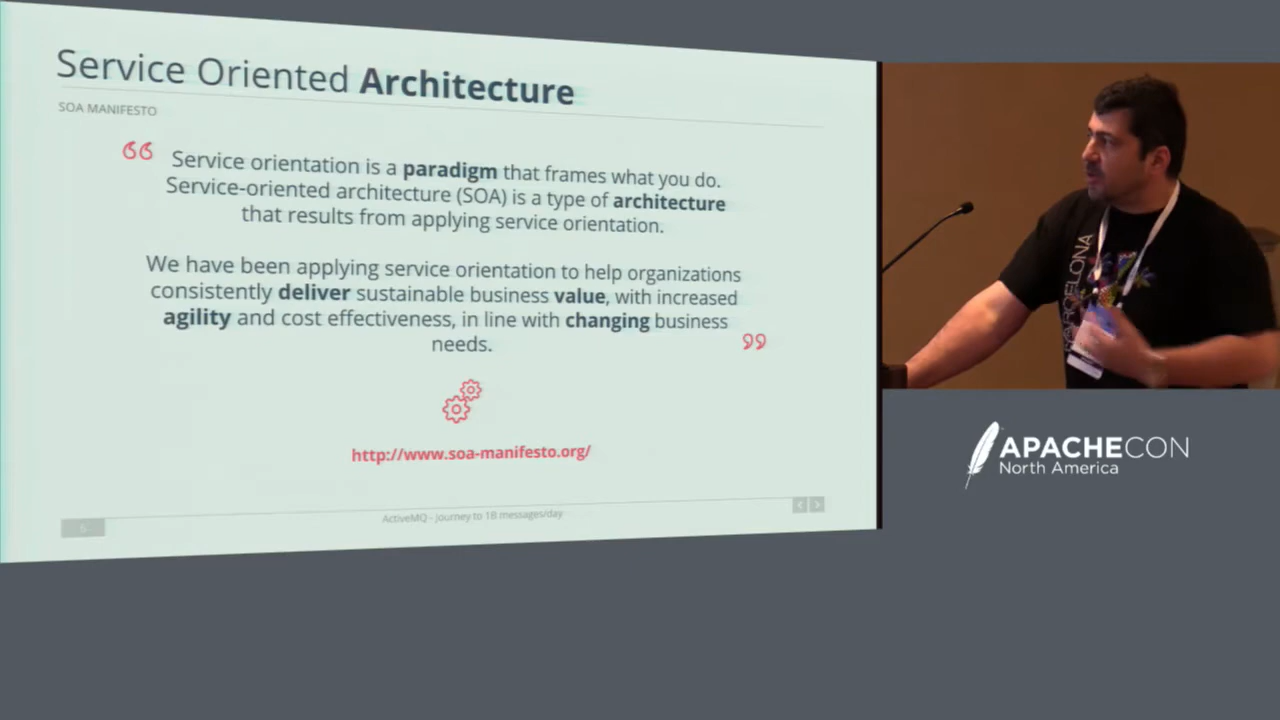 Service Oriented Architecture
SOA MANIFESTO
“ Service orientation is a paradigm that frames what you do.
Service-oriented architecture (SOA) is a type of architecture
that results from applying service orientation.
We have been applying service orientation to help organizations
consistently deliver sustainable business value, with increased
agility and cost effectiveness, in line with changing business
needs. ”
http://www.soa-manifesto.org/
ActiveMQ - Journey to 1B messages/day
BARCELONA
APACHECON
North America